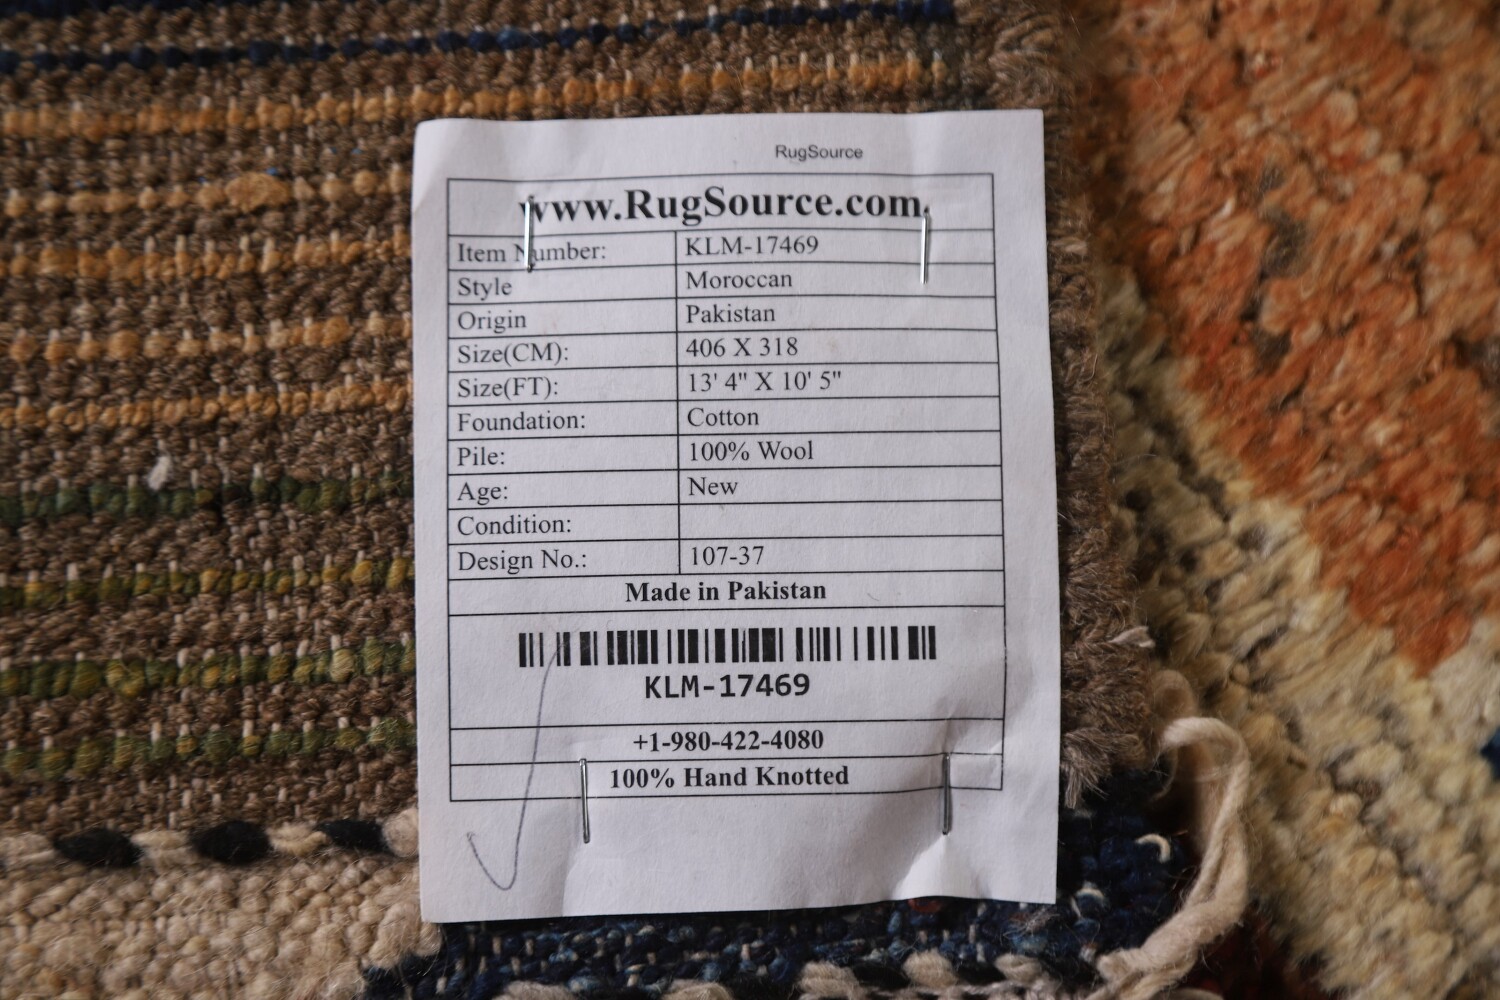 RugSource
www.RugSource.com
Item Number: KLM-17469
Style Moroccan
Origin Pakistan
Size(CM): 406 X 318
Size(FT): 13' 4" X 10' 5"
Foundation: Cotton
Pile: 100% Wool
Age: New
Condition:
Design No.: 107-37
Made in Pakistan
KLM-17469
+1-980-422-4080
100% Hand Knotted